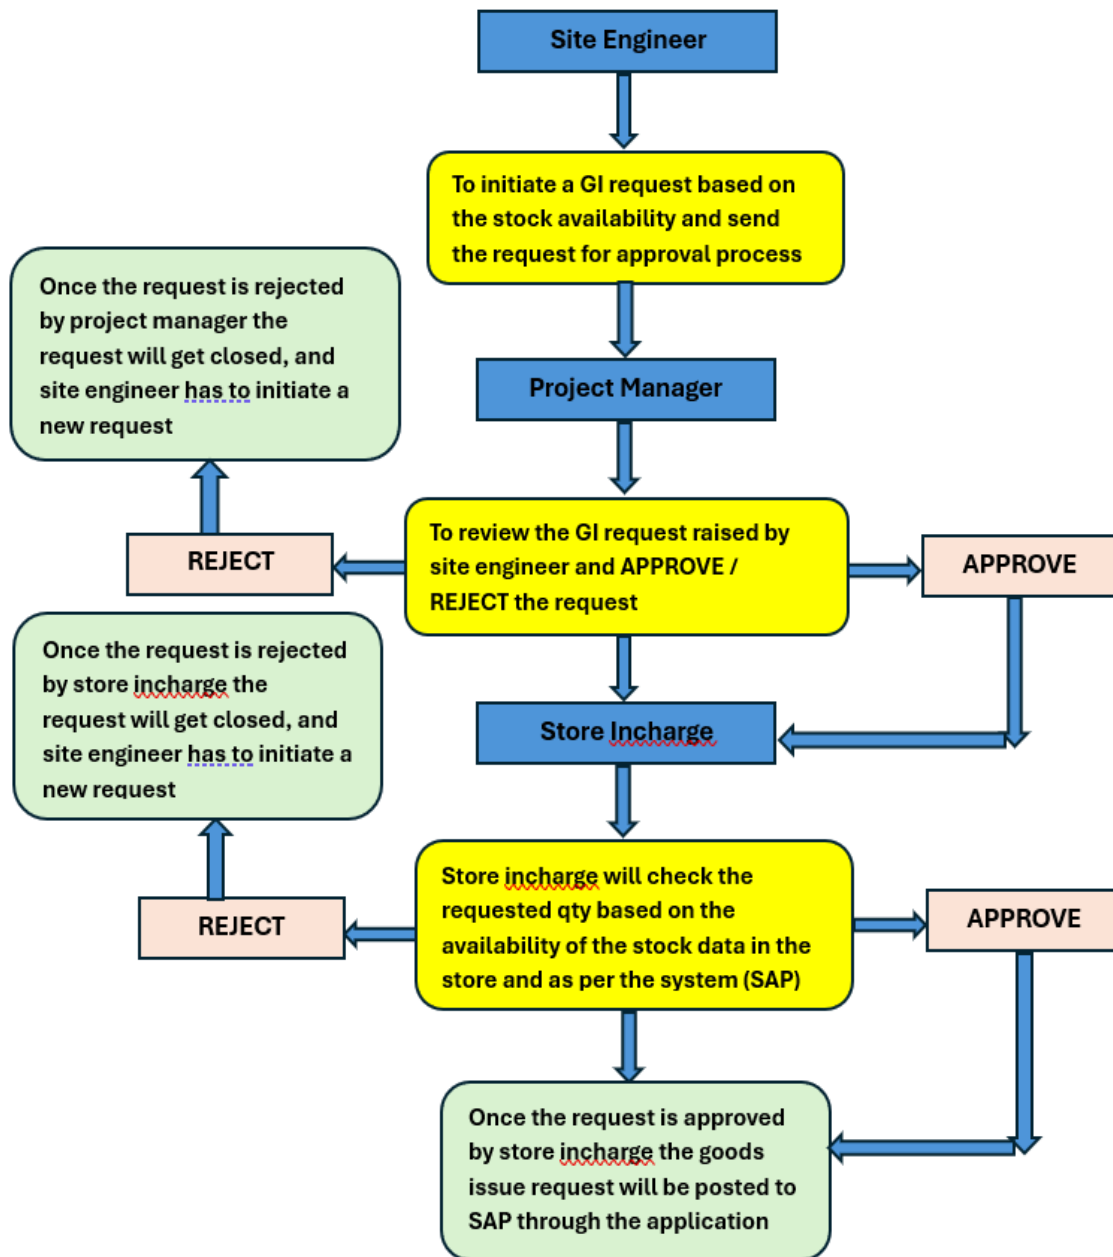 Site Engineer
To initiate a GI request based on
the stock availability and send
the request for approval process
Once the request is rejected
by project manager the
request will get closed, and
site engineer has to initiate a
new request
Project Manager
To review the GI request raised by
site engineer and APPROVE /
REJECT the request
REJECT
APPROVE
Once the request is rejected
by store incharge the
request will get closed, and
site engineer has to initiate a
new request
Store Incharge
Store incharge will check the
requested qty based on the
availability of the stock data in the
store and as per the system (SAP)
REJECT
APPROVE
Once the request is approved
by store incharge the goods
issue request will be posted to
SAP through the application